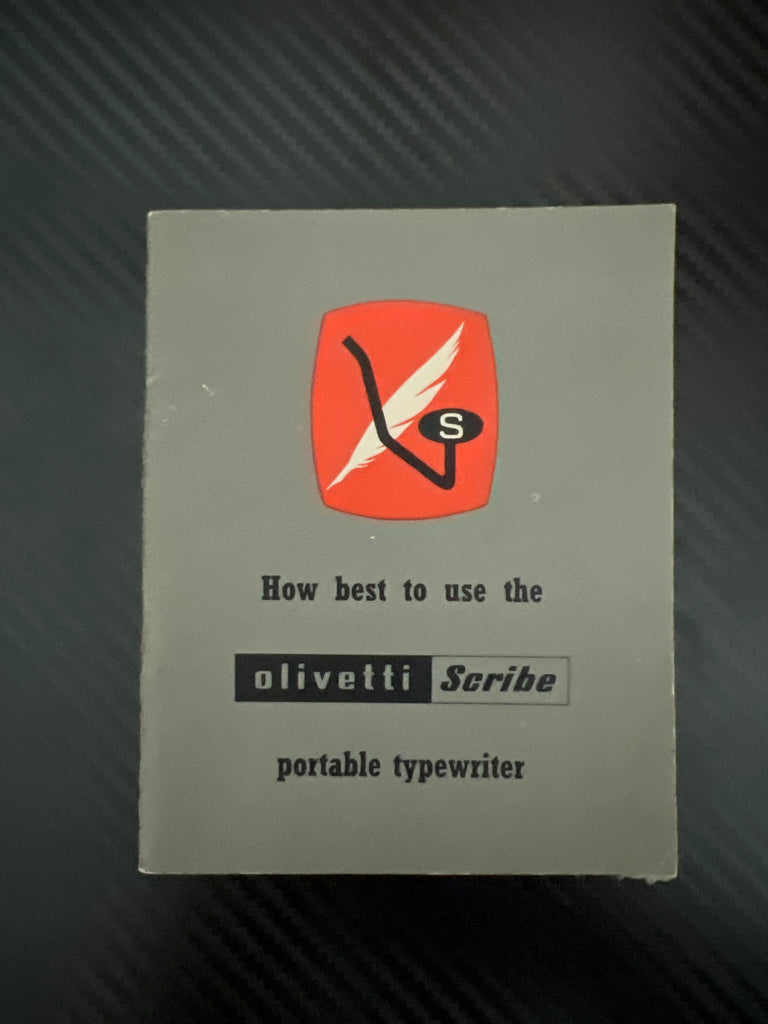 S
How best to use the
olivetti Scribe
portable typewriter